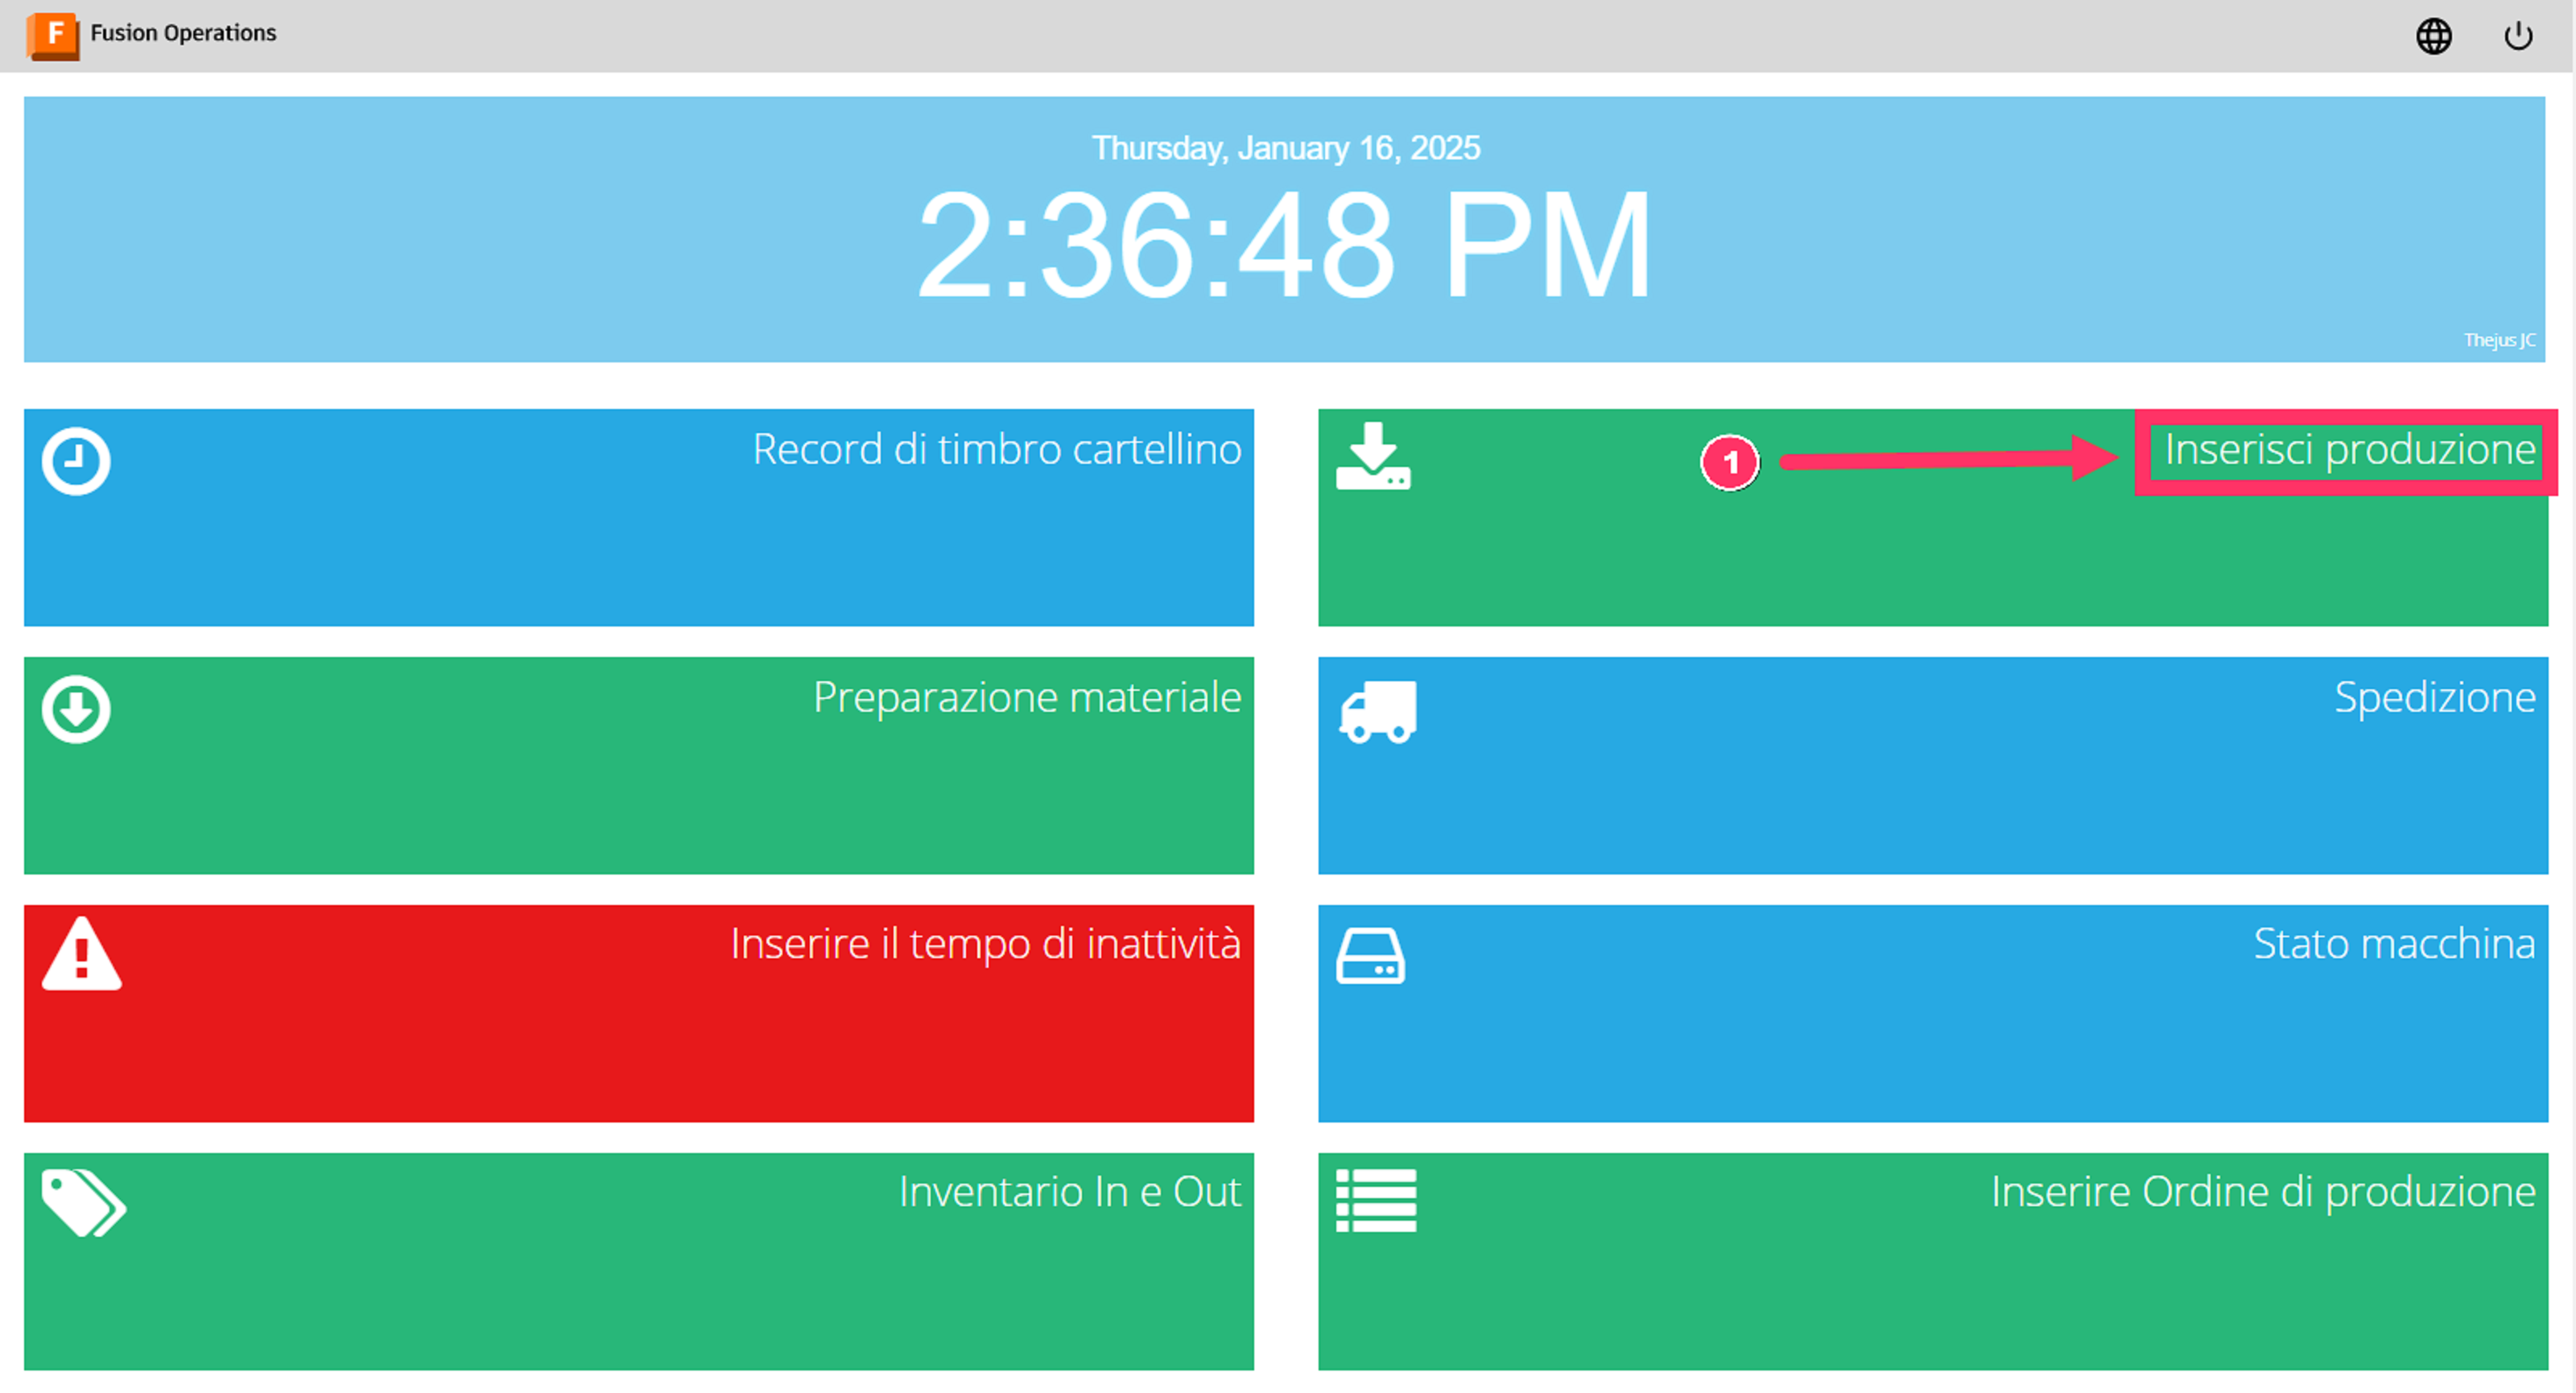 F Fusion Operations
Thursday, January 16, 2025
2:36:48 PM
Thejus JC
Record di timbro cartellino
1 Inserisci produzione
Preparazione materiale
Spedizione
Inserire il tempo di inattività
Stato macchina
Inventario In e Out
Inserire Ordine di produzione